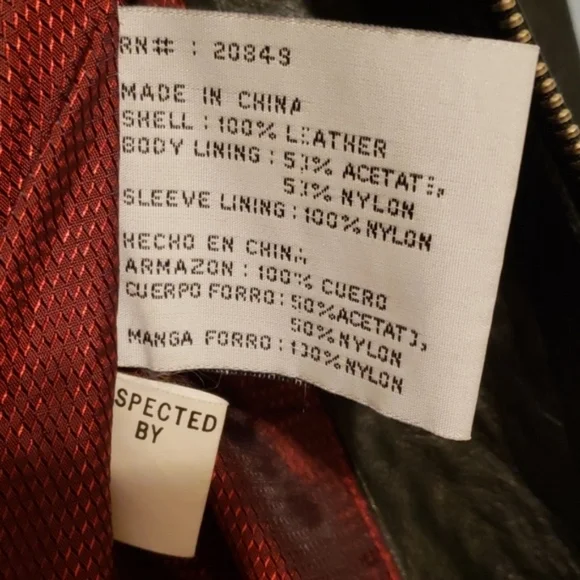 RN# : 20848
MADE IN CHINA
SHELL : 100% LEATHER
BODY LINING : 50% ACETATE,
50% NYLON
SLEEVE LINING : 100% NYLON
HECHO EN CHINA
ARMAZON : 100% CUERO
CUERPO FORRO : 50% ACETATO,
50% NYLON
MANGA FORRO : 100% NYLON
SPECTED
BY